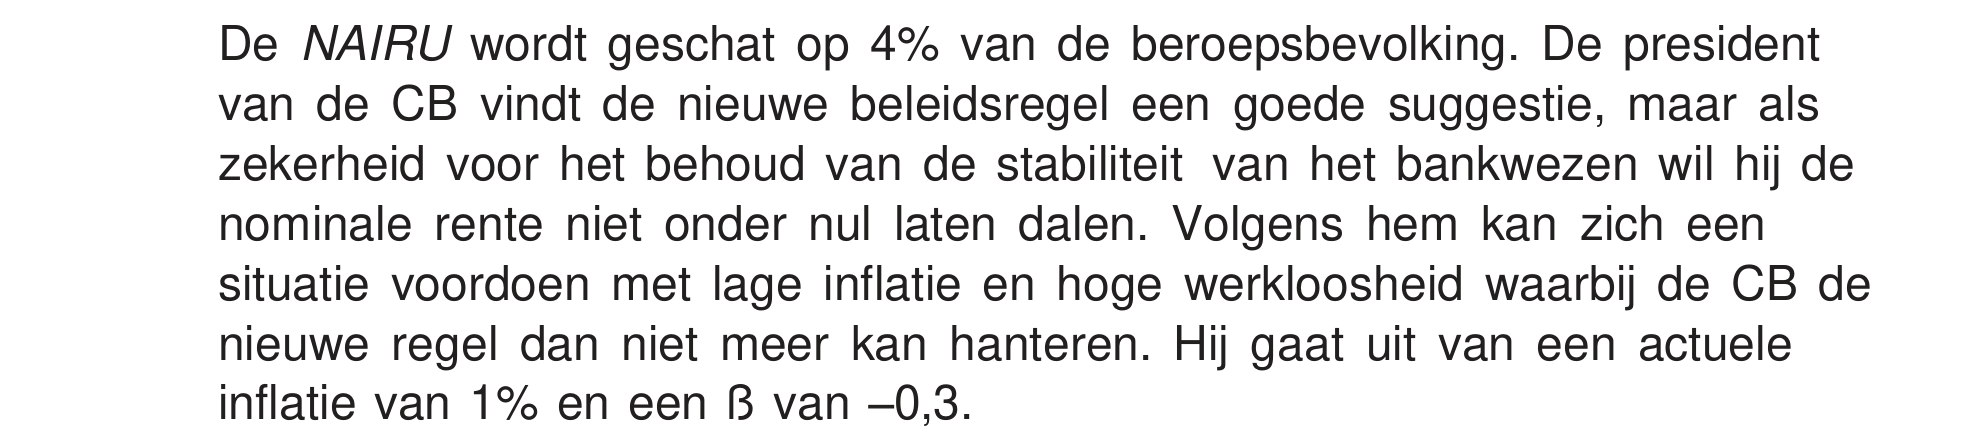 De NAIRU wordt geschat op 4% van de beroepsbevolking. De president
van de CB vindt de nieuwe beleidsregel een goede suggestie, maar als
zekerheid voor het behoud van de stabiliteit van het bankwezen wil hij de
nominale rente niet onder nul laten dalen. Volgens hem kan zich een
situatie voordoen met lage inflatie en hoge werkloosheid waarbij de CB de
nieuwe regel dan niet meer kan hanteren. Hij gaat uit van een actuele
inflatie van 1% en een ß van –0,3.